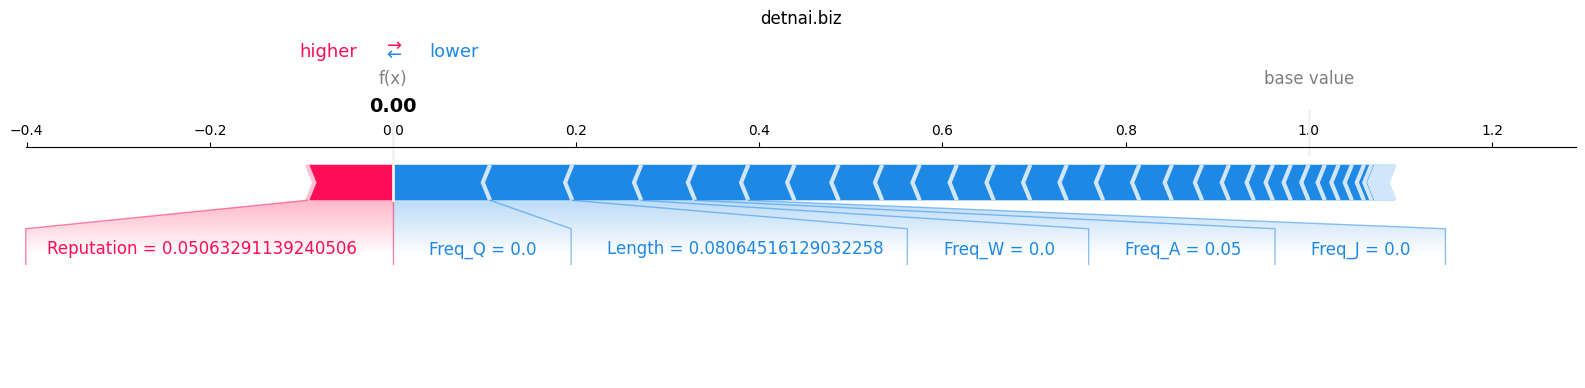 detnai.biz
higher → ← lower
f(x)
base value
0.00
−0.4 −0.2 0.0 0.2 0.4 0.6 0.8 1.0 1.2
Reputation = 0.05063291139240506 Freq_Q = 0.0 Length = 0.08064516129032258 Freq_W = 0.0 Freq_A = 0.05 Freq_J = 0.0